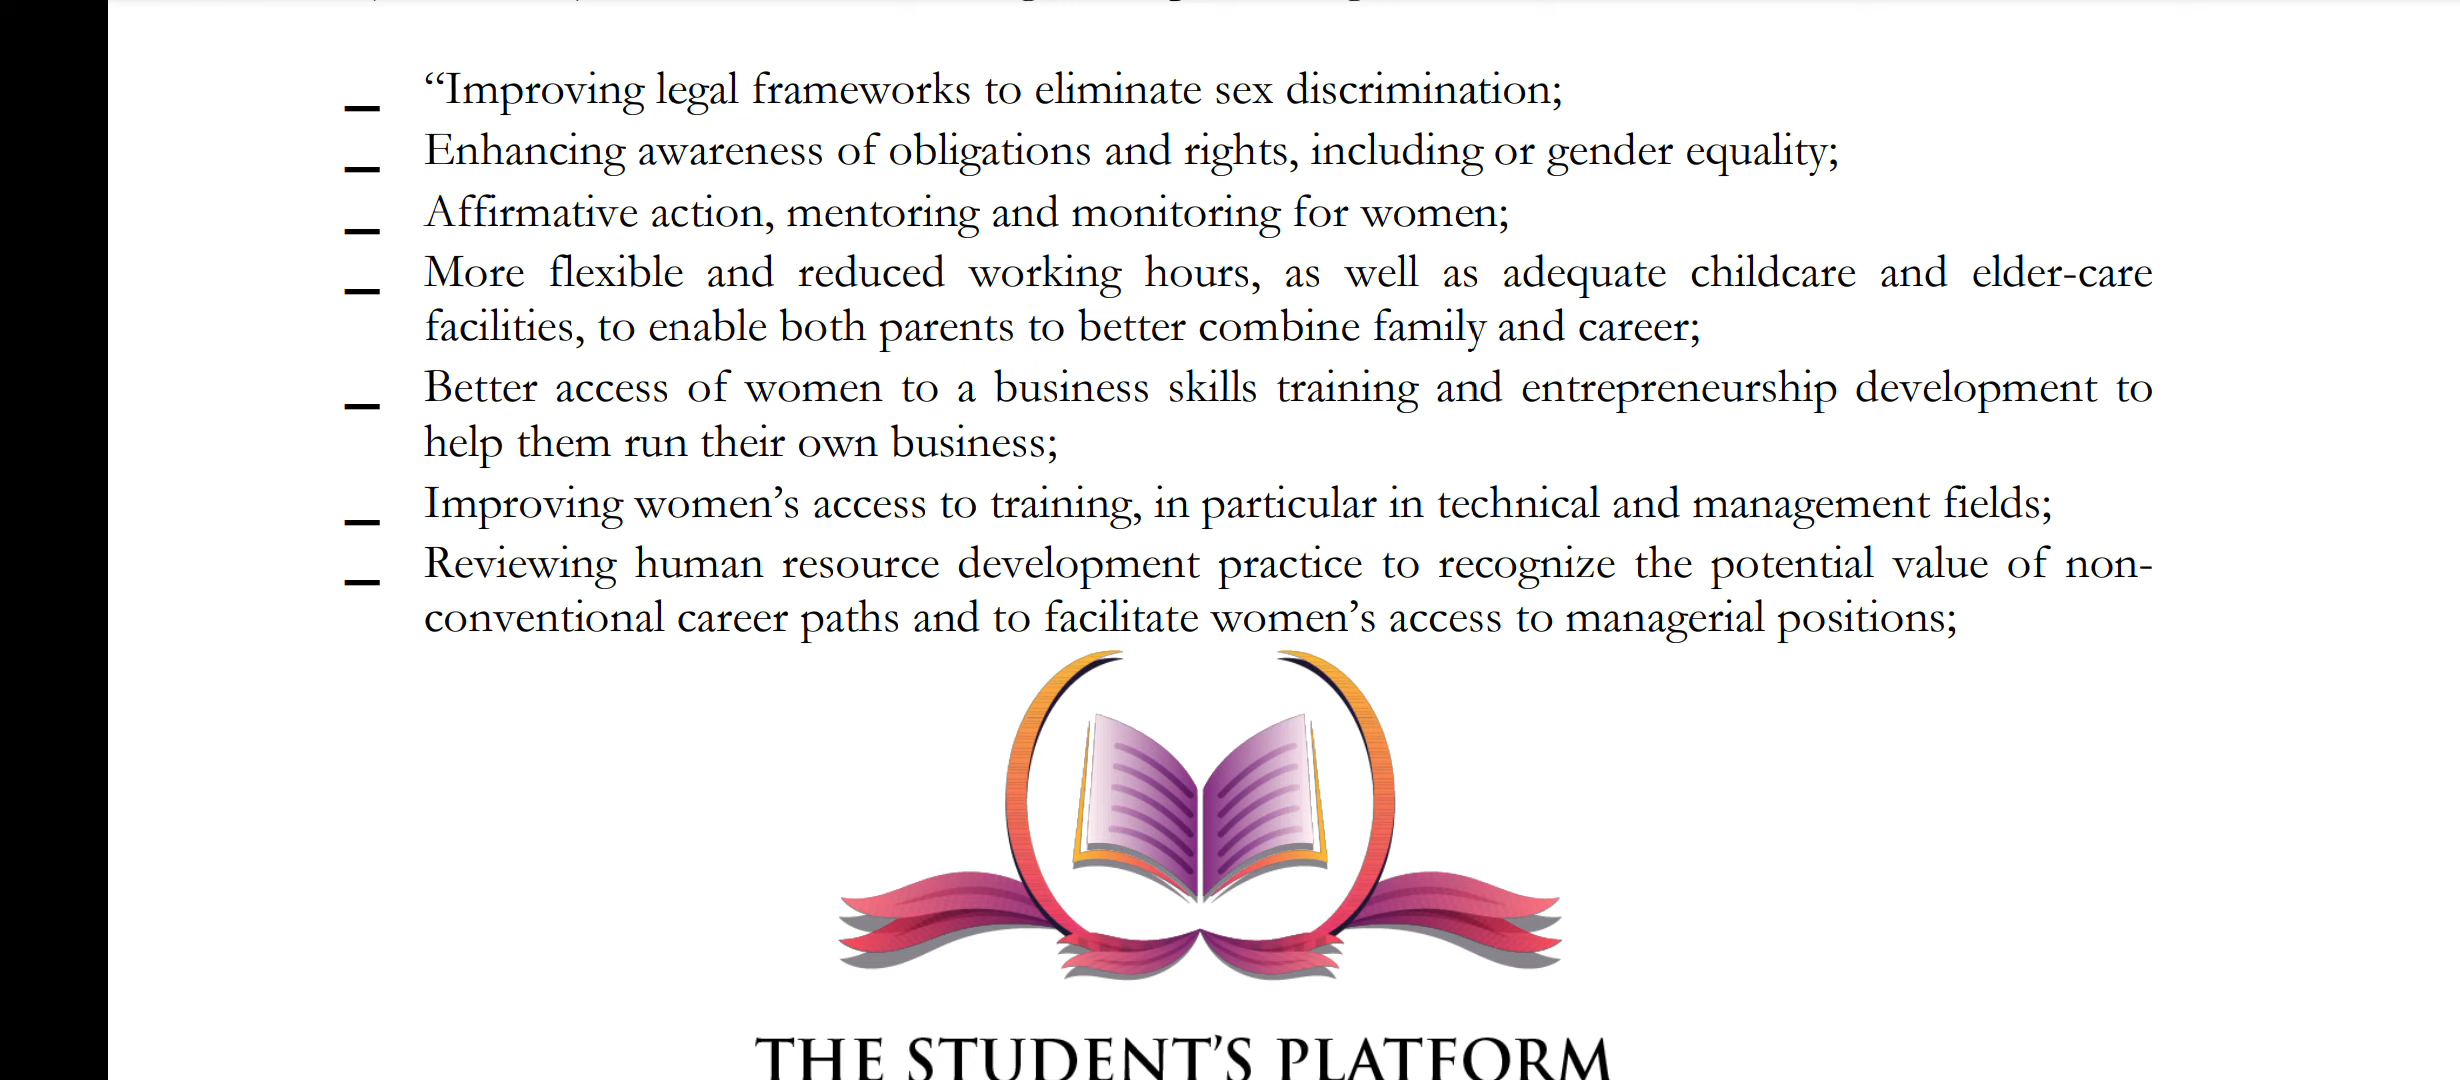 “Improving legal frameworks to eliminate sex discrimination;
Enhancing awareness of obligations and rights, including or gender equality;
Affirmative action, mentoring and monitoring for women;
More flexible and reduced working hours, as well as adequate childcare and elder-care
facilities, to enable both parents to better combine family and career;
Better access of women to a business skills training and entrepreneurship development to
help them run their own business;
Improving women’s access to training, in particular in technical and management fields;
Reviewing human resource development practice to recognize the potential value of non-
conventional career paths and to facilitate women’s access to managerial positions;
THE STUDENT’S PLATFORM